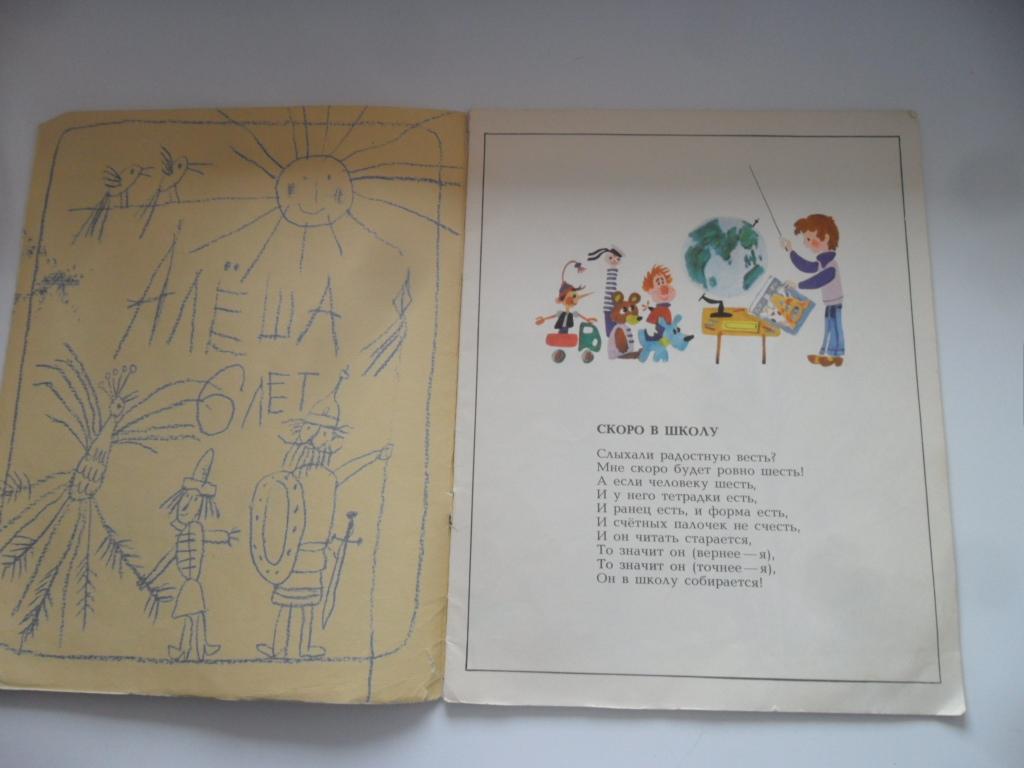 АЛЁША
6 ЛЕТ
СКОРО В ШКОЛУ
Слыхали радостную весть?
Мне скоро будет ровно шесть!
А если человеку шесть,
И у него тетрадки есть,
И ранец есть, и форма есть,
И счётных палочек не счесть,
И он читать старается,
То значит он (вернее — я),
То значит он (точнее — я),
Он в школу собирается!